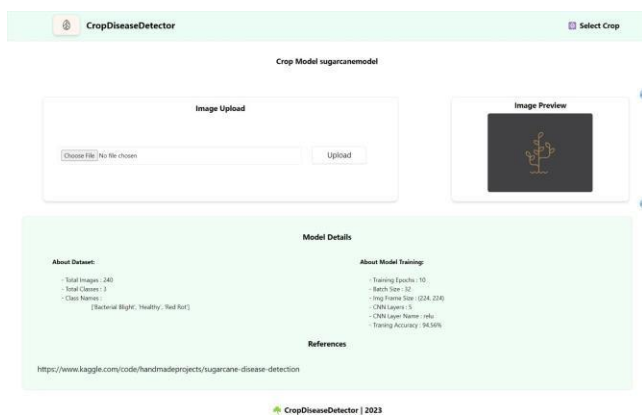 CropDiseaseDetector
Select Crop
Crop Model sugarcanemodel
Image Upload
Choose File No file chosen
Upload
Image Preview
Model Details
About Dataset:
- Total Images : 240
- Total Classes : 3
- Class Names :
['Bacterial Blight', 'Healthy', 'Red Rot']
About Model Training:
- Training Epochs : 10
- Batch Size : 32
- Img Frame Size : (224, 224)
- CNN Layers : 5
- CNN Layer Name : relu
- Traning Accuracy : 94.56%
References
https://www.kaggle.com/code/handmadeprojects/sugarcane-disease-detection
CropDiseaseDetector | 2023